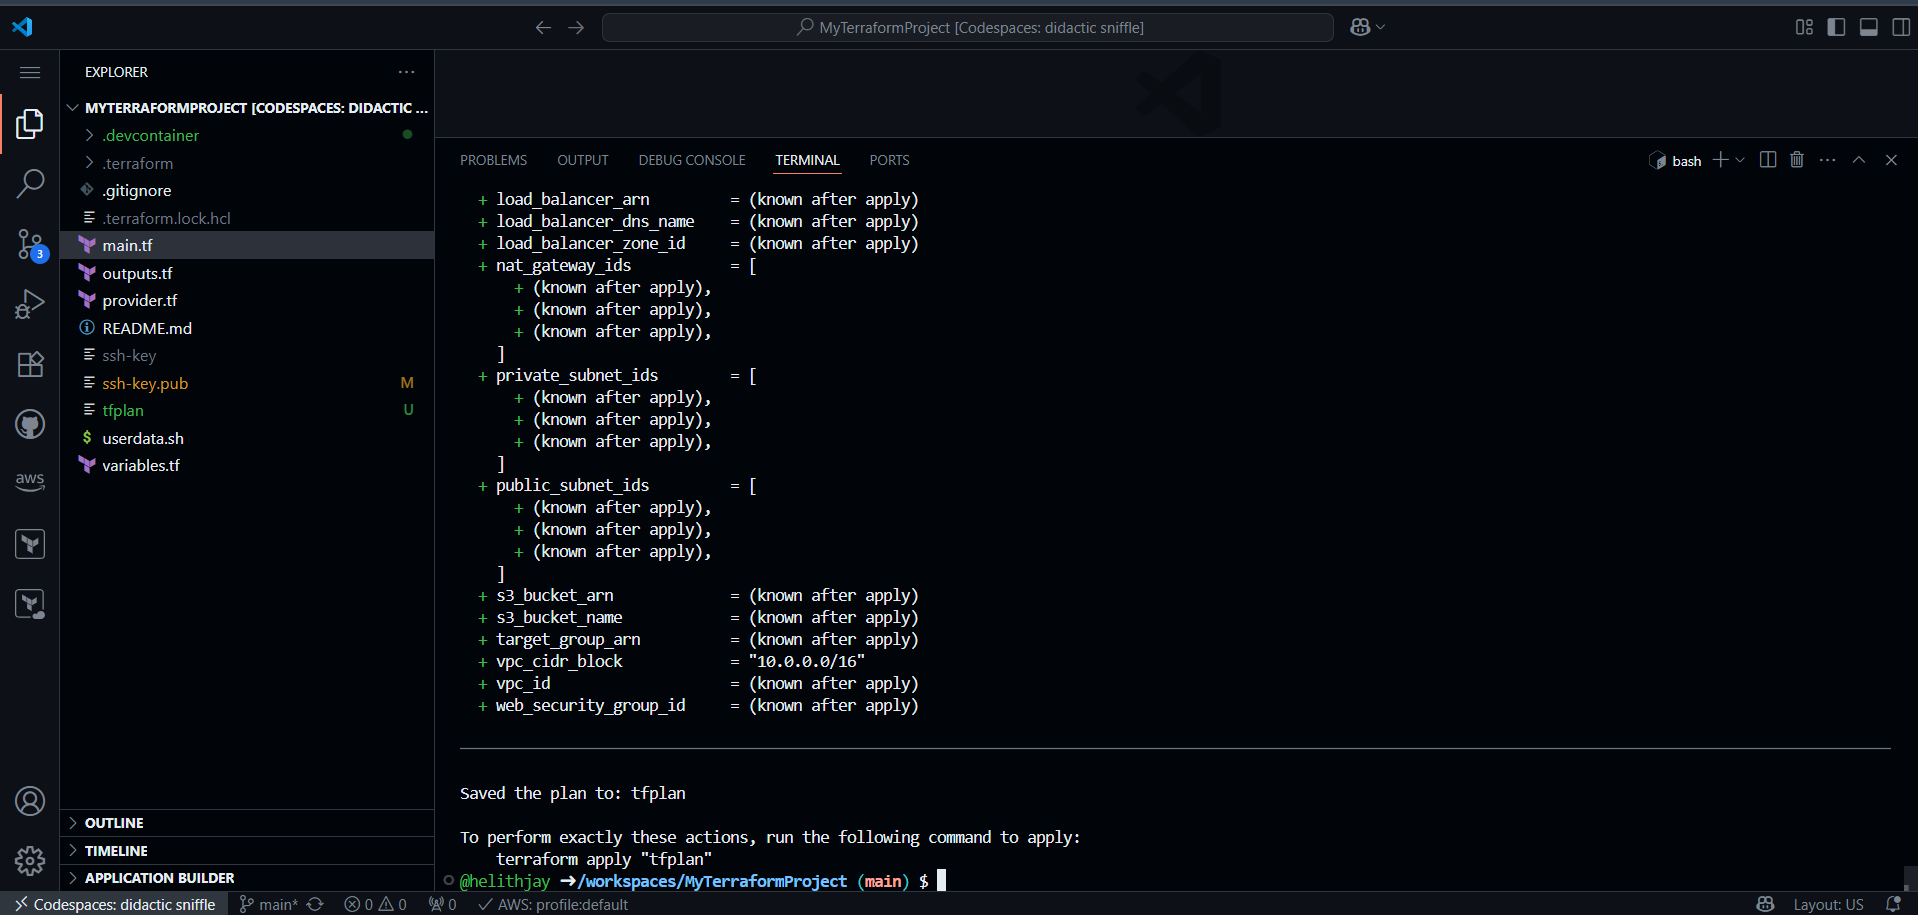 MyTerraformProject [Codespaces: didactic sniffle]
EXPLORER
MYTERRAFORMPROJECT [CODESPACES: DIDACTIC ...
.devcontainer
.terraform
.gitignore
.terraform.lock.hcl
main.tf
outputs.tf
provider.tf
README.md
ssh-key
ssh-key.pub M
tfplan U
userdata.sh
variables.tf
3
aws
OUTLINE
TIMELINE
APPLICATION BUILDER
PROBLEMS OUTPUT DEBUG CONSOLE TERMINAL PORTS
bash
+ load_balancer_arn = (known after apply)
+ load_balancer_dns_name = (known after apply)
+ load_balancer_zone_id = (known after apply)
+ nat_gateway_ids = [
+ (known after apply),
+ (known after apply),
+ (known after apply),
]
+ private_subnet_ids = [
+ (known after apply),
+ (known after apply),
+ (known after apply),
]
+ public_subnet_ids = [
+ (known after apply),
+ (known after apply),
+ (known after apply),
]
+ s3_bucket_arn = (known after apply)
+ s3_bucket_name = (known after apply)
+ target_group_arn = (known after apply)
+ vpc_cidr_block = "10.0.0.0/16"
+ vpc_id = (known after apply)
+ web_security_group_id = (known after apply)
Saved the plan to: tfplan
To perform exactly these actions, run the following command to apply:
terraform apply "tfplan"
@helithjay ➜/workspaces/MyTerraformProject (main) $
Codespaces: didactic sniffle main* 0 0 0 AWS: profile:default Layout: US